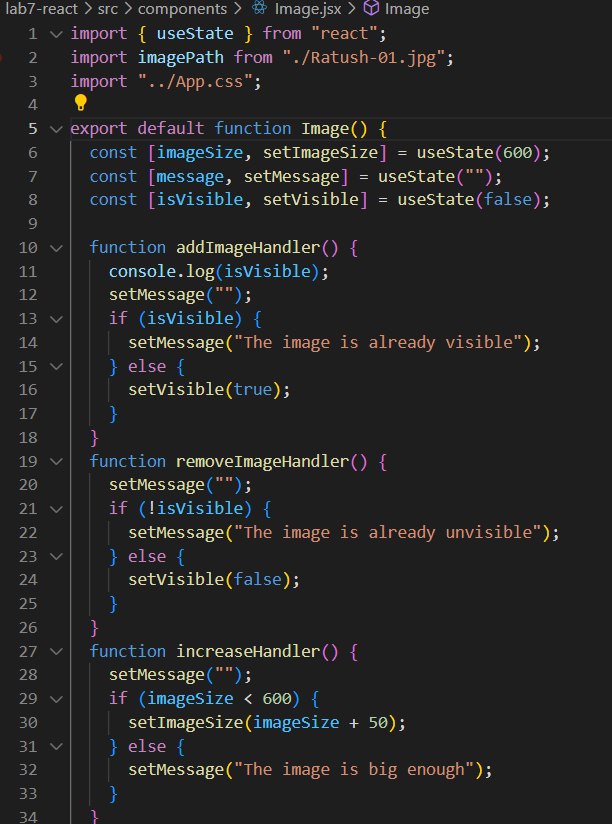 lab7-react > src > components > Image.jsx > Image
1 import { useState } from "react";
2 import imagePath from "./Ratush-01.jpg";
3 import "../App.css";
4
5 export default function Image() {
6   const [imageSize, setImageSize] = useState(600);
7   const [message, setMessage] = useState("");
8   const [isVisible, setVisible] = useState(false);
9
10   function addImageHandler() {
11     console.log(isVisible);
12     setMessage("");
13     if (isVisible) {
14       setMessage("The image is already visible");
15     } else {
16       setVisible(true);
17     }
18   }
19   function removeImageHandler() {
20     setMessage("");
21     if (!isVisible) {
22       setMessage("The image is already unvisible");
23     } else {
24       setVisible(false);
25     }
26   }
27   function increaseHandler() {
28     setMessage("");
29     if (imageSize < 600) {
30       setImageSize(imageSize + 50);
31     } else {
32       setMessage("The image is big enough");
33     }
34   }